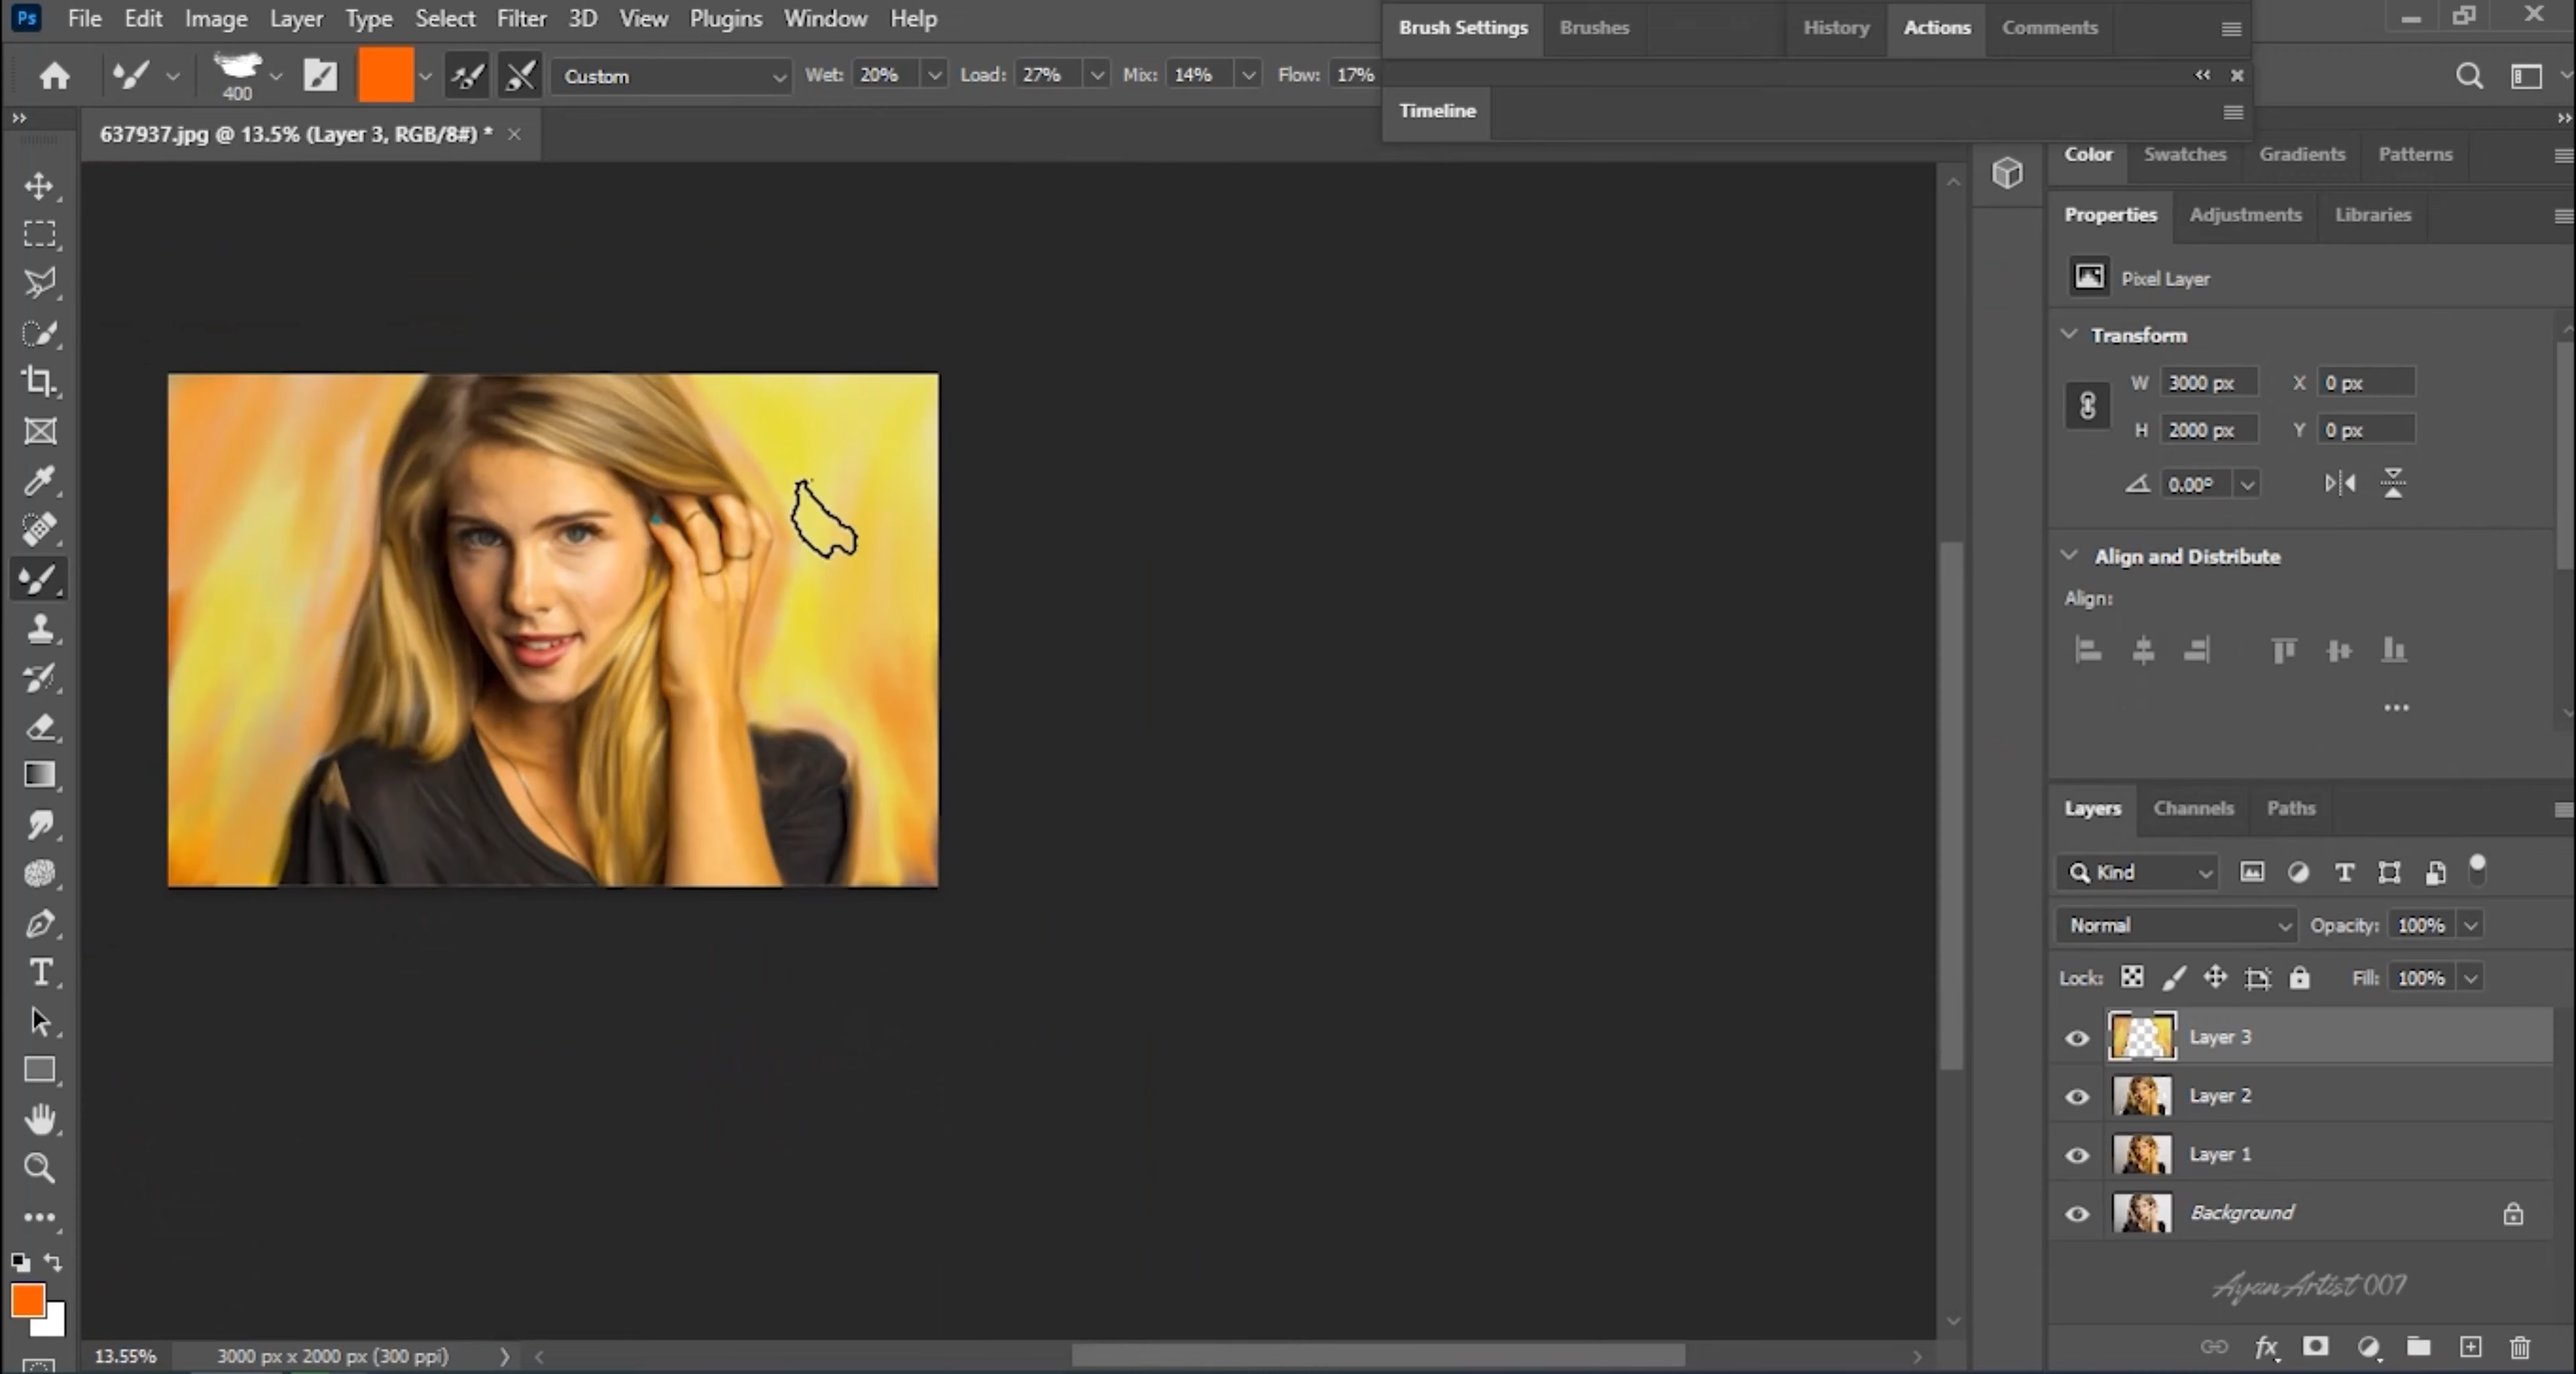 Ps File Edit Image Layer Type Select Filter 3D View Plugins Window Help
Brush Settings Brushes History Actions Comments
400 Custom Wet: 20% Load: 27% Mix: 14% Flow: 17%
Timeline
637937.jpg @ 13.5% (Layer 3, RGB/8#) *
Color Swatches Gradients Patterns
Properties Adjustments Libraries
Pixel Layer
Transform
W 3000 px X 0 px
H 2000 px Y 0 px
0.00°
Align and Distribute
Align:
Layers Channels Paths
Kind
Normal Opacity: 100%
Lock: Fill: 100%
Layer 3
Layer 2
Layer 1
Background
Ayan Artist 007
13.55% 3000 px x 2000 px (300 ppi)